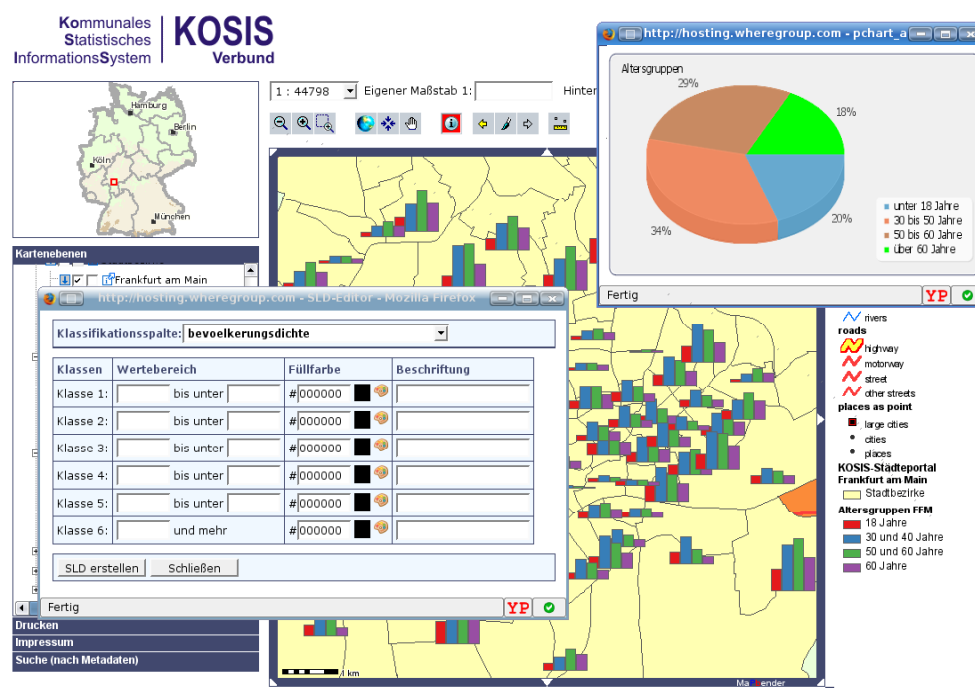 Kommunales
Statistisches
InformationsSystem
KOSIS
Verbund
http://hosting.wheregroup.com - pchart_a
Altersgruppen
29%
18%
34%
20%
unter 18 Jahre
30 bis 50 Jahre
50 bis 60 Jahre
über 60 Jahre
Fertig
YP
1 : 44798
Eigener Maßstab 1:
Hinter
Hamburg
Berlin
Köln
München
Kartenebenen
Frankfurt am Main
http://hosting.wheregroup.com - SLD-Editor - Mozilla Firefox
Klassifikationsspalte: bevoelkerungsdichte
Klassen Wertebereich Füllfarbe Beschriftung
Klasse 1: bis unter #000000
Klasse 2: bis unter #000000
Klasse 3: bis unter #000000
Klasse 4: bis unter #000000
Klasse 5: bis unter #000000
Klasse 6: und mehr #000000
SLD erstellen Schließen
Fertig
YP
Drucken
Impressum
Suche (nach Metadaten)
1 km
rivers
roads
highway
motorway
street
other streets
places as point
large cities
cities
places
KOSIS-Städteportal
Frankfurt am Main
Stadtbezirke
Altersgruppen FFM
18 Jahre
30 und 40 Jahre
50 und 60 Jahre
60 Jahre